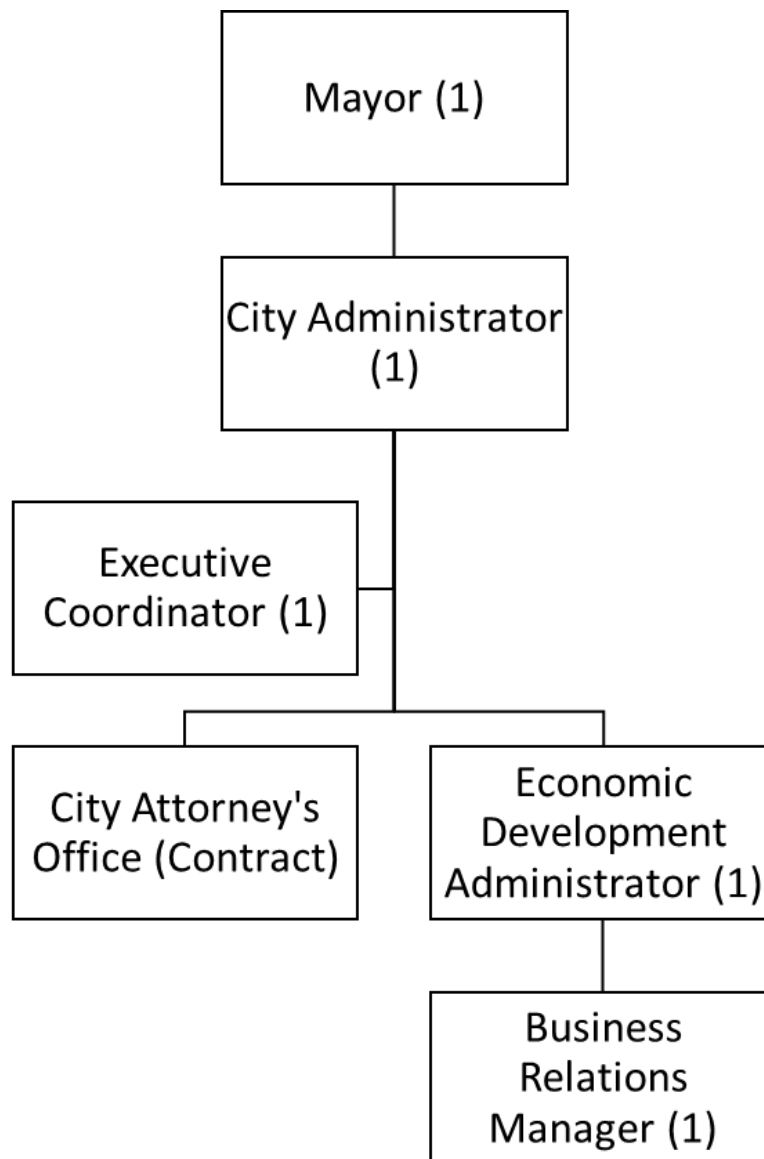 Mayor (1)
City Administrator
(1)
Executive
Coordinator (1)
City Attorney's
Office (Contract)
Economic
Development
Administrator (1)
Business
Relations
Manager (1)